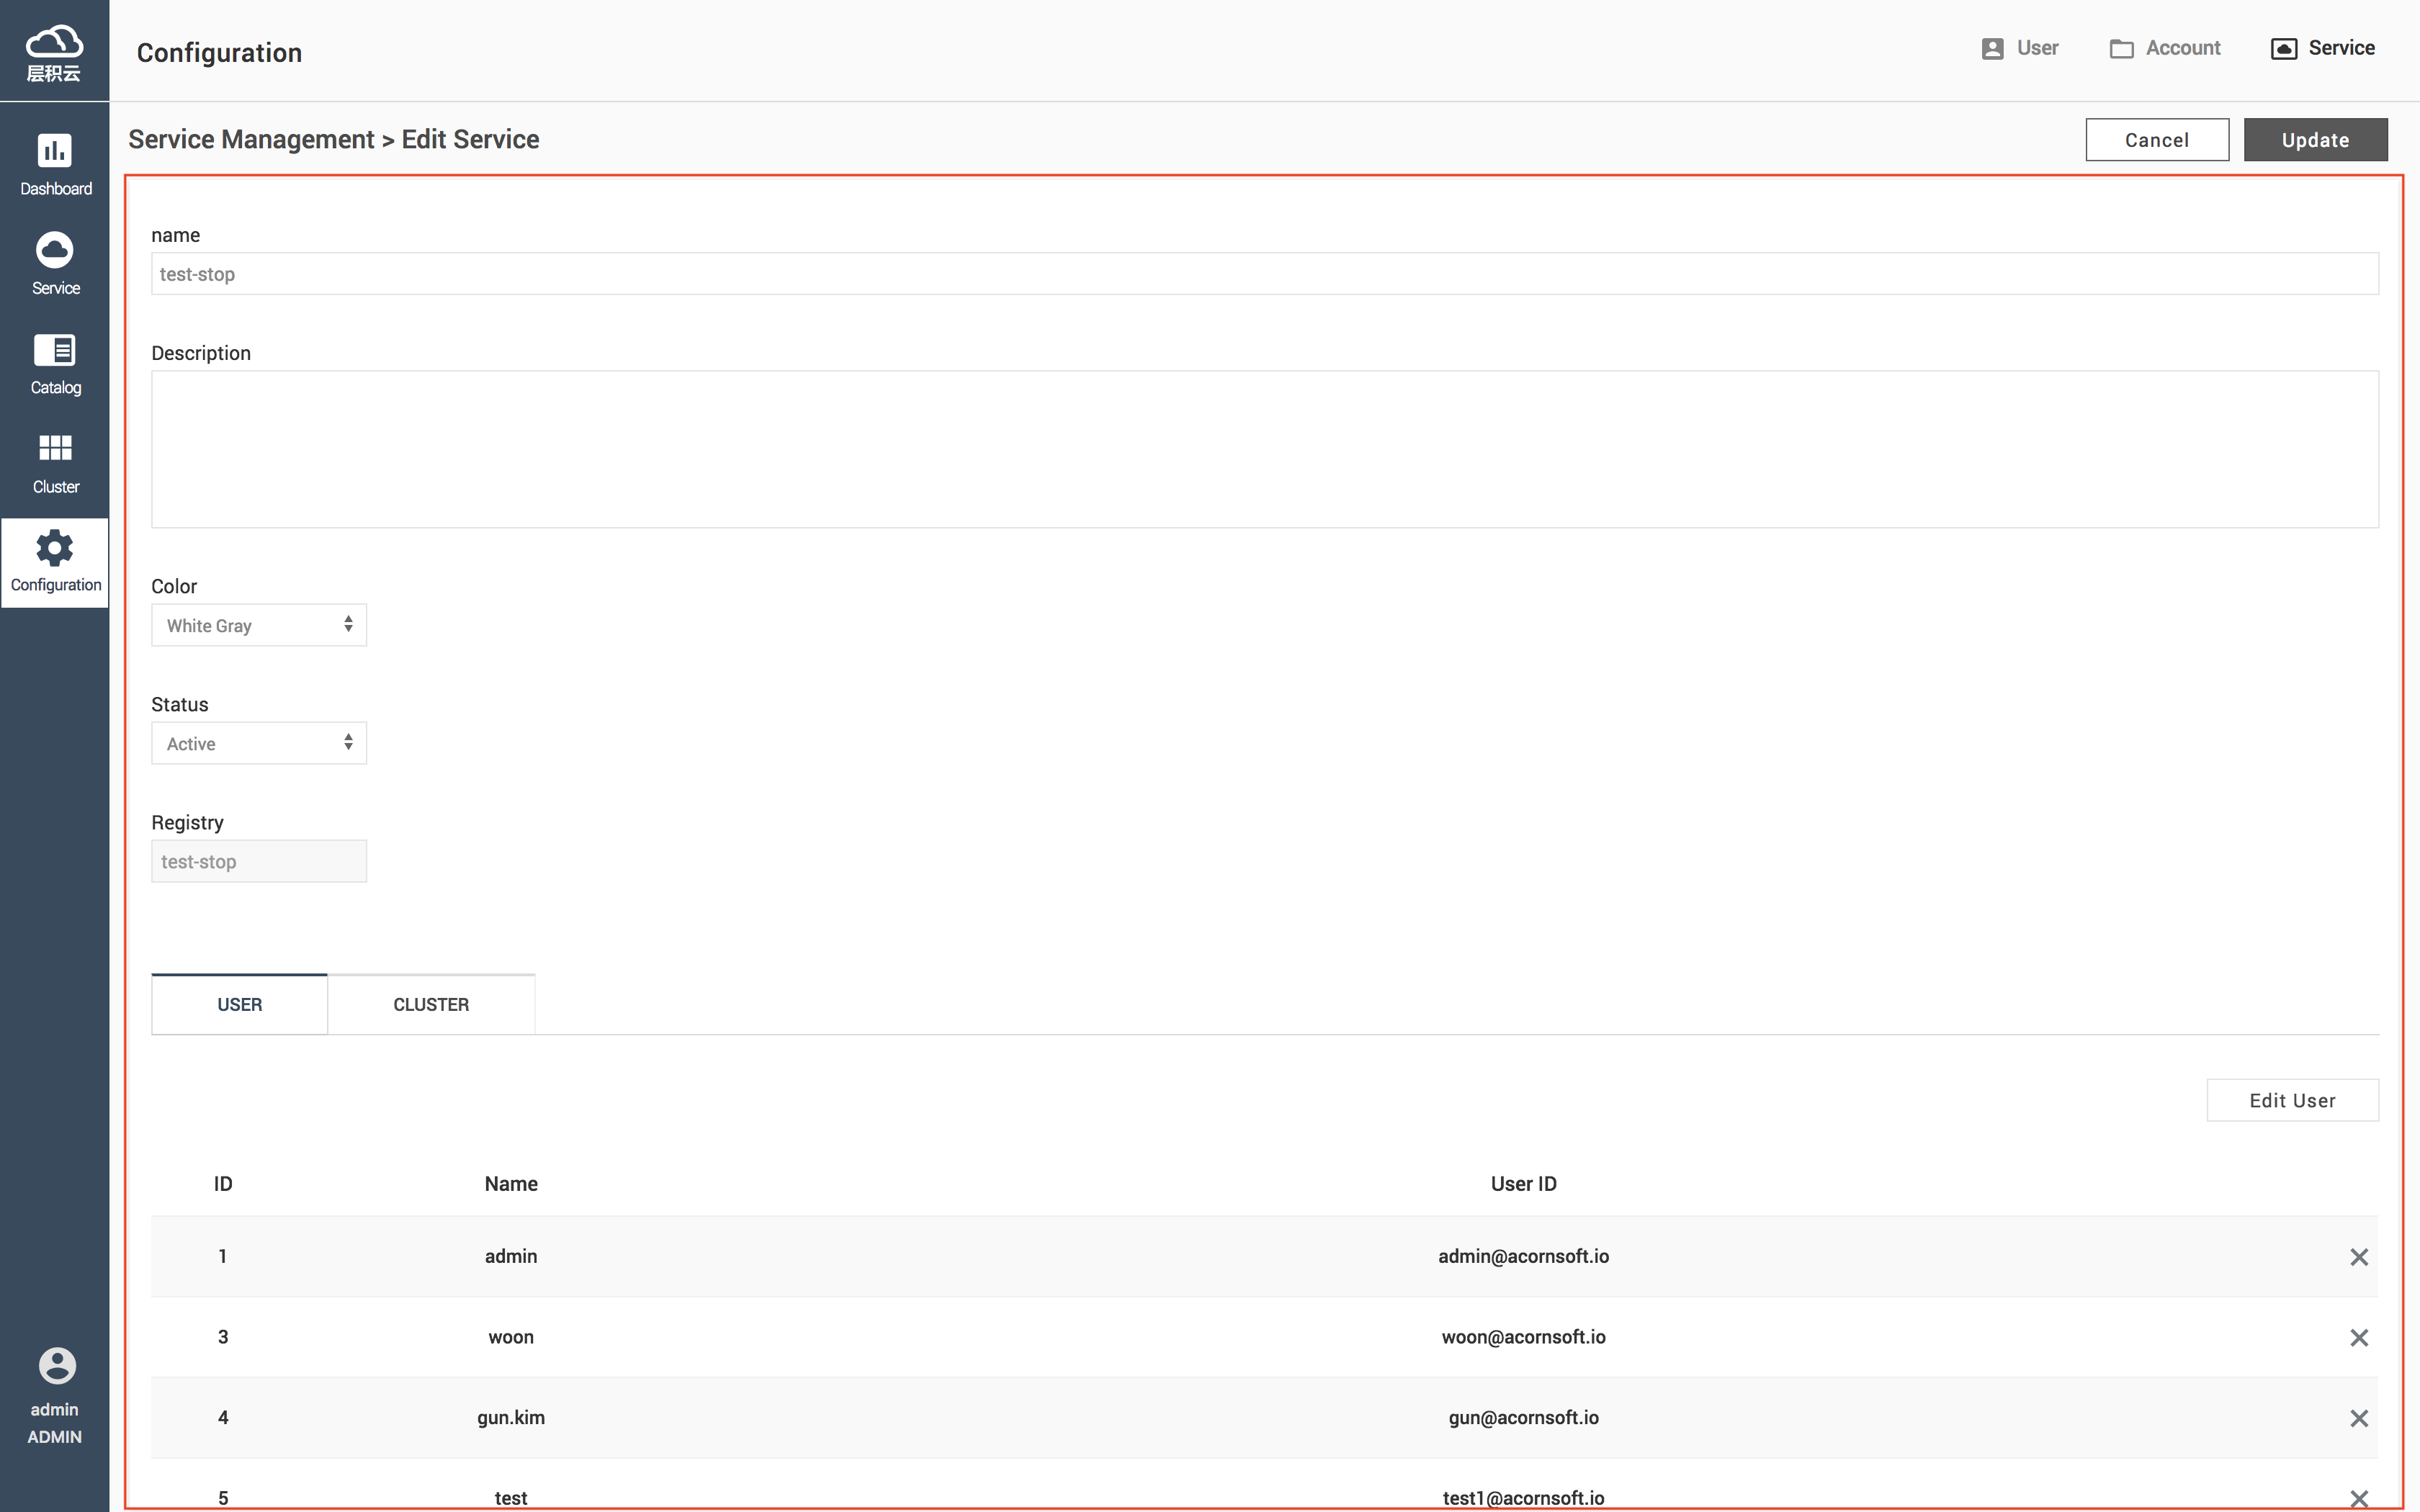 层积云
Configuration
User
Account
Service
Service Management > Edit Service
Cancel
Update
Dashboard
Service
Catalog
Cluster
Configuration
admin
ADMIN
name
test-stop
Description
Color
White Gray
Status
Active
Registry
test-stop
USER
CLUSTER
Edit User
ID Name User ID
1 admin admin@acornsoft.io
3 woon woon@acornsoft.io
4 gun.kim gun@acornsoft.io
5 test test1@acornsoft.io